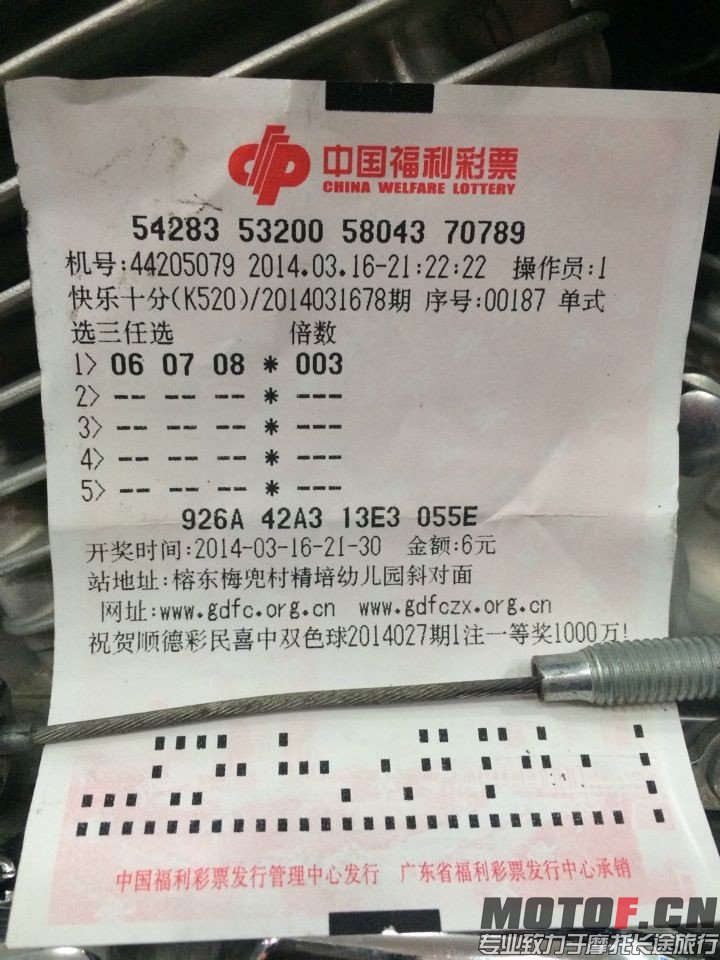 中国福利彩票
CHINA WELFARE LOTTERY
54283 53200 58043 70789
机号:44205079 2014.03.16-21:22:22 操作员:1
快乐十分(K520)/2014031678期 序号:00187 单式
选三任选 倍数
1> 06 07 08 * 003
2> -- -- -- * ---
3> -- -- -- * ---
4> -- -- -- * ---
5> -- -- -- * ---
926A 42A3 13E3 055E
开奖时间:2014-03-16-21-30 金额:6元
站地址:榕东梅兜村精培幼儿园斜对面
网址:www.gdfc.org.cn www.gdfczx.org.cn
祝贺顺德彩民喜中双色球2014027期1注一等奖1000万!
中国福利彩票发行管理中心发行 广东省福利彩票发行中心承销
MOTOF.CN
专业致力于摩托长途旅行